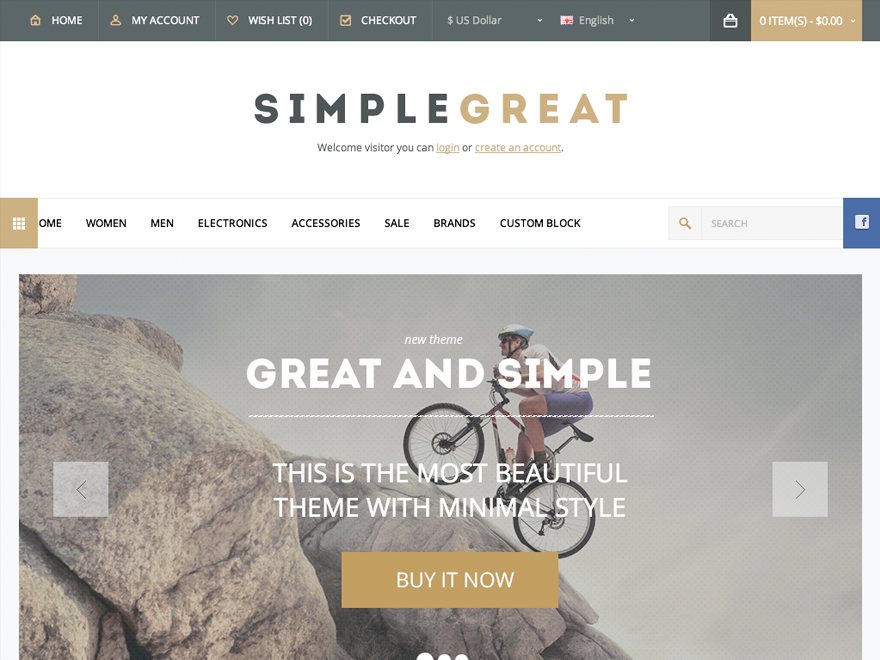 HOME MY ACCOUNT WISH LIST (0) CHECKOUT $ US Dollar English 0 ITEM(S) - $0.00
SIMPLEGREAT
Welcome visitor you can login or create an account.
OME WOMEN MEN ELECTRONICS ACCESSORIES SALE BRANDS CUSTOM BLOCK SEARCH f
new theme
GREAT AND SIMPLE
THIS IS THE MOST BEAUTIFUL
THEME WITH MINIMAL STYLE
BUY IT NOW